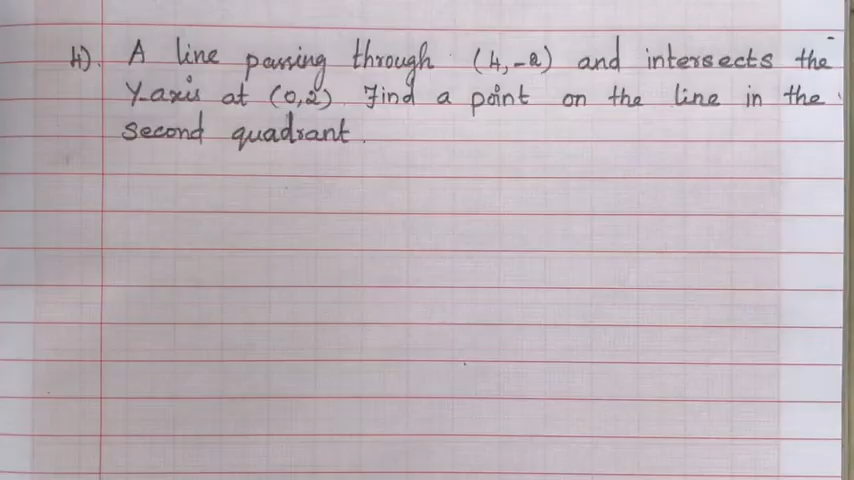 4). A line passing through (4,-2) and intersects the
Y-axis at (0,2) Find a point on the line in the
second quadrant.